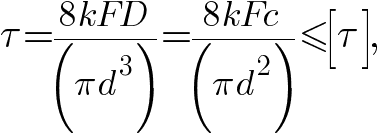 τ = 8kFD / (πd³) = 8kFc / (πd²) ⩽ [τ],